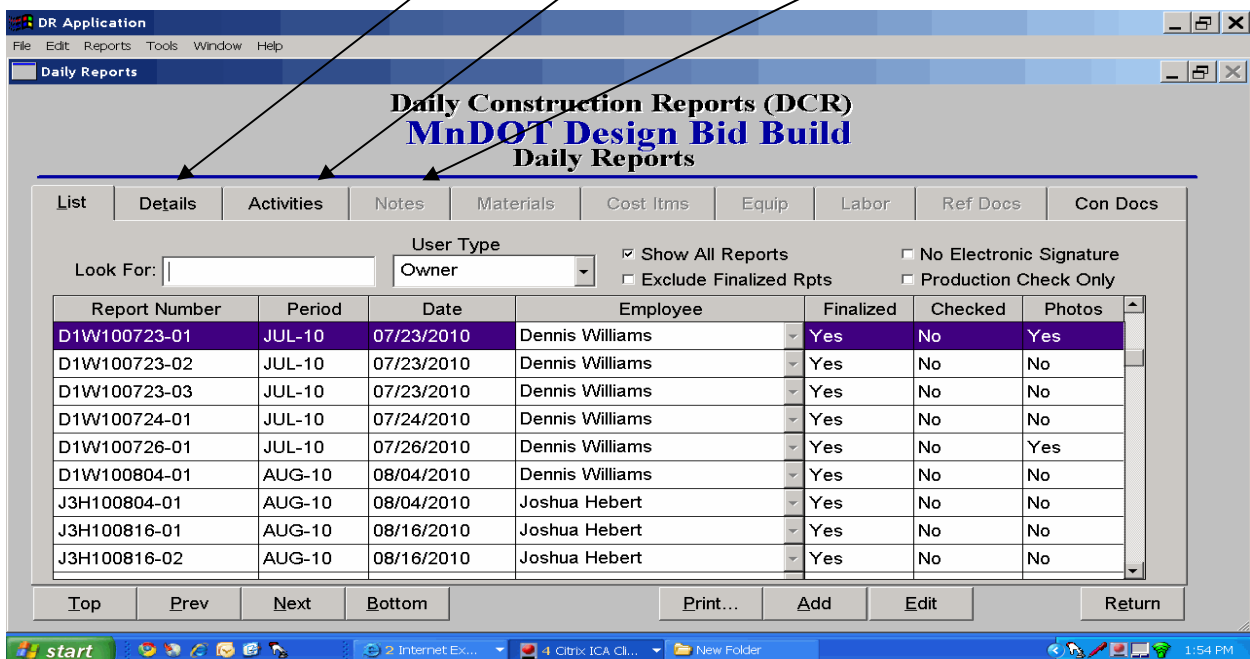 DR Application
File Edit Reports Tools Window Help
Daily Reports
Daily Construction Reports (DCR)
MnDOT Design Bid Build
Daily Reports
List Details Activities Notes Materials Cost Itms Equip Labor Ref Docs Con Docs
User Type
Look For: Owner Show All Reports No Electronic Signature
Exclude Finalized Rpts Production Check Only
Report Number Period Date Employee Finalized Checked Photos
D1W100723-01 JUL-10 07/23/2010 Dennis Williams Yes No Yes
D1W100723-02 JUL-10 07/23/2010 Dennis Williams Yes No No
D1W100723-03 JUL-10 07/23/2010 Dennis Williams Yes No No
D1W100724-01 JUL-10 07/24/2010 Dennis Williams Yes No No
D1W100726-01 JUL-10 07/26/2010 Dennis Williams Yes No Yes
D1W100804-01 AUG-10 08/04/2010 Dennis Williams Yes No No
J3H100804-01 AUG-10 08/04/2010 Joshua Hebert Yes No No
J3H100816-01 AUG-10 08/16/2010 Joshua Hebert Yes No No
J3H100816-02 AUG-10 08/16/2010 Joshua Hebert Yes No No
Top Prev Next Bottom Print... Add Edit Return
start 2 Internet Ex... 4 Citrix ICA Cli... New Folder 1:54 PM